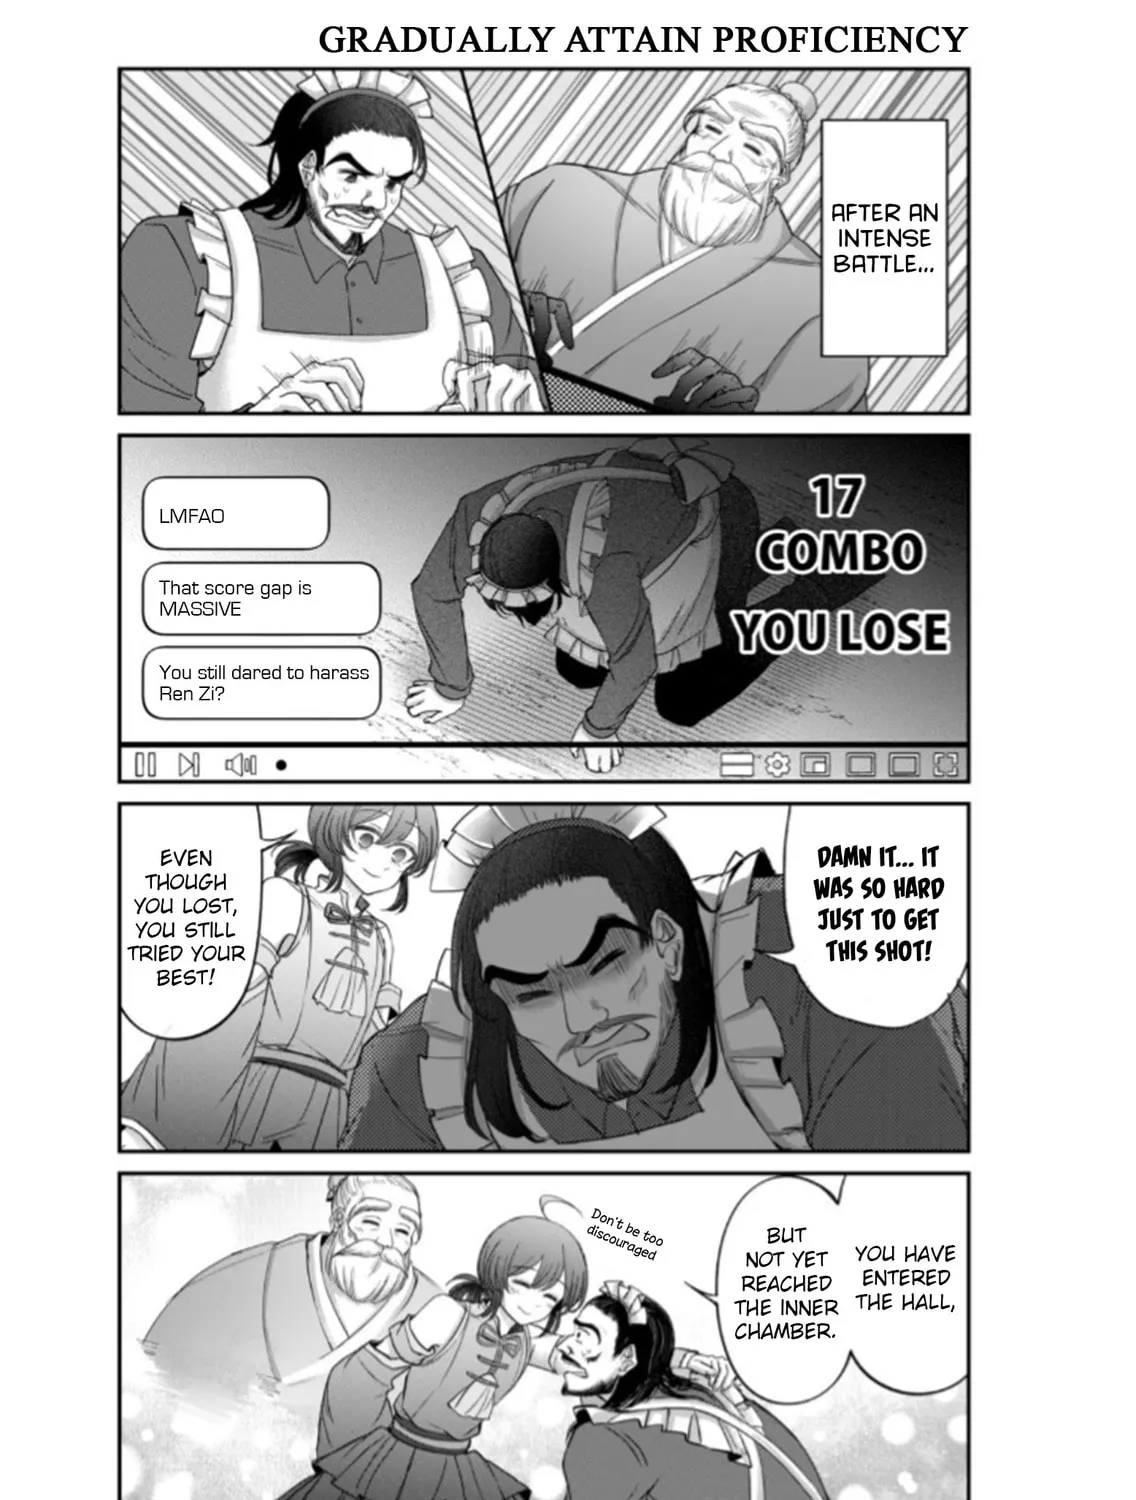 GRADUALLY ATTAIN PROFICIENCY
AFTER AN
INTENSE
BATTLE...
LMFAO
That score gap is
MASSIVE
You still dared to harass
Ren Zi?
17
COMBO
YOU LOSE
DAMN IT... IT
WAS SO HARD
JUST TO GET
THIS SHOT!
EVEN
THOUGH
YOU LOST,
YOU STILL
TRIED YOUR
BEST!
YOU HAVE
ENTERED
THE HALL,
BUT
NOT YET
REACHED
THE INNER
CHAMBER.
Don't be too
discouraged